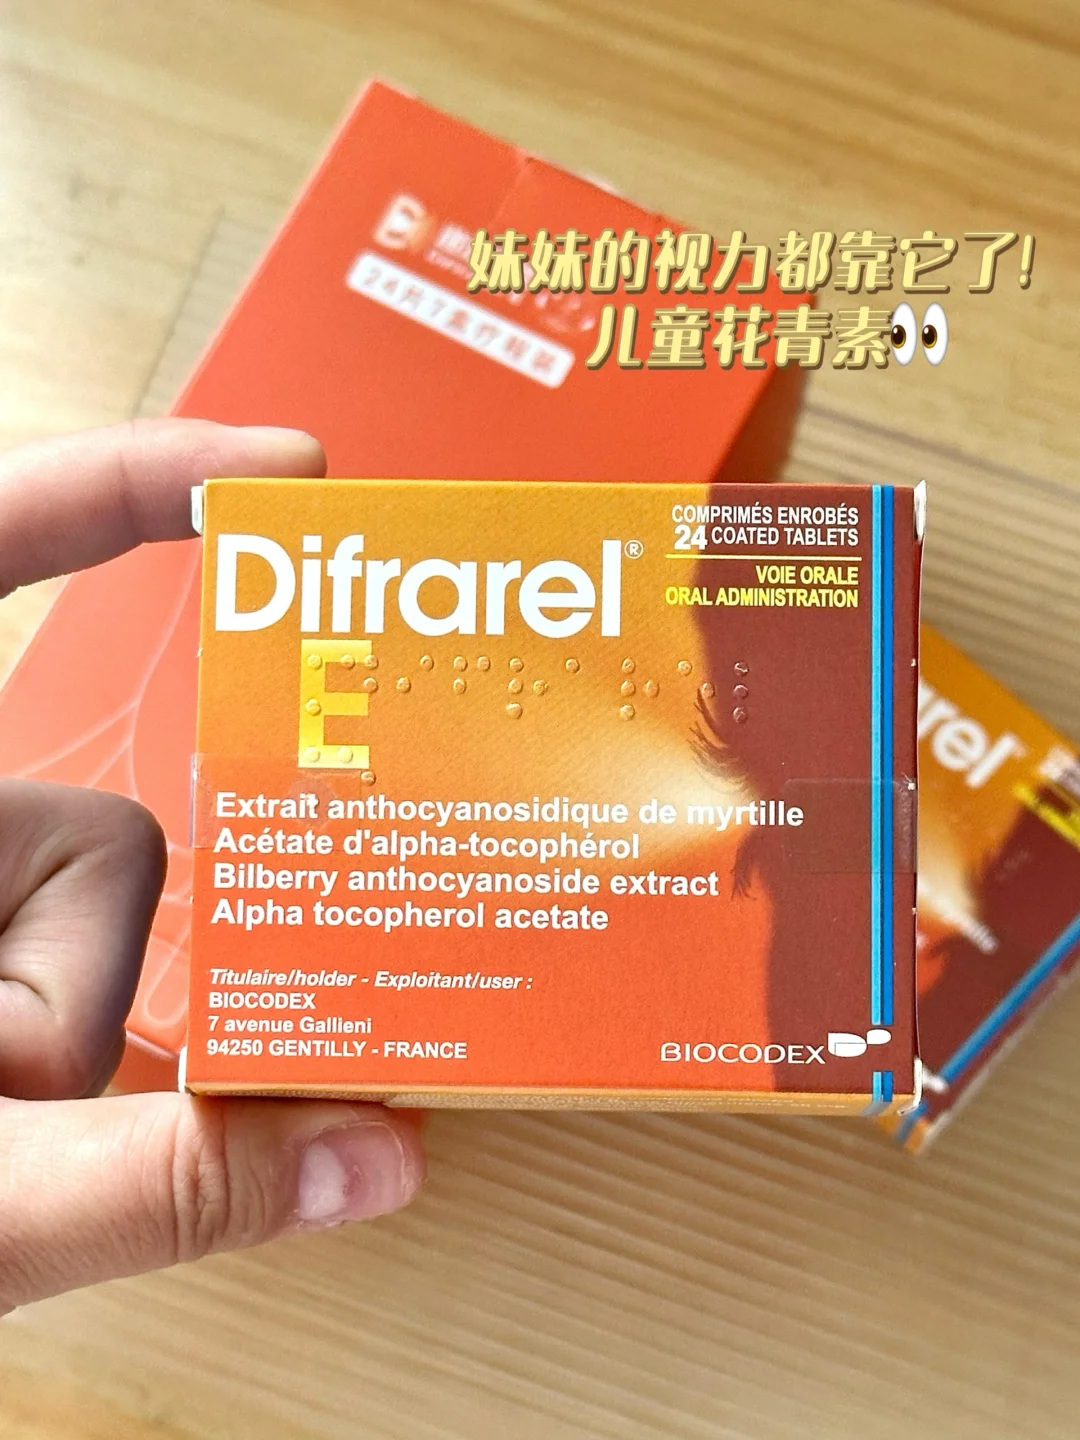 妹妹的视力都靠它了!
儿童花青素👀
Difrarel®
E
COMPRIMÉS ENROBÉS
24 COATED TABLETS
VOIE ORALE
ORAL ADMINISTRATION
Extrait anthocyanosidique de myrtille
Acétate d'alpha-tocophérol
Bilberry anthocyanoside extract
Alpha tocopherol acetate
Titulaire/holder - Exploitant/user :
BIOCODEX
7 avenue Gallieni
94250 GENTILLY - FRANCE
BIOCODEX
rel